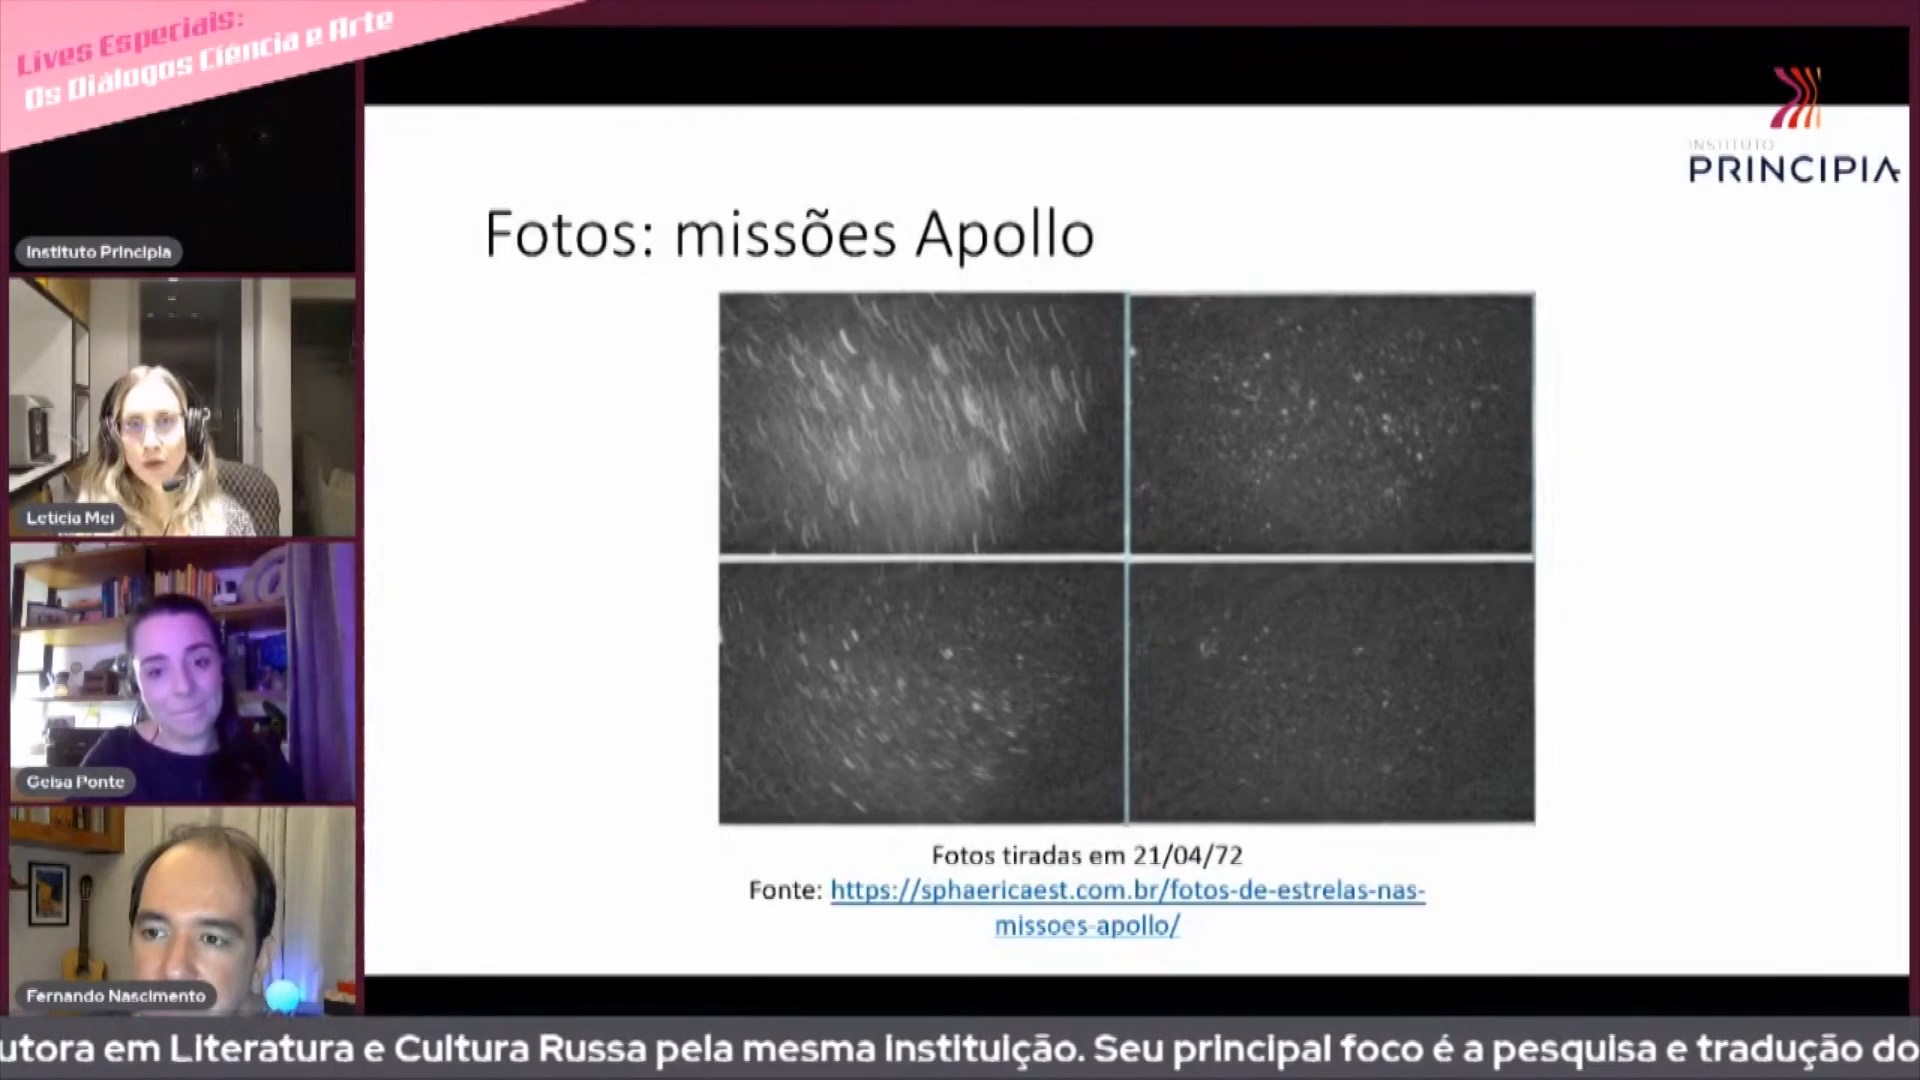 Lives Especiais:
Os Diálogos Ciência e Arte
INSTITUTO
PRINCIPIA
Fotos: missões Apollo
Instituto Principia
Leticia Mei
Geisa Ponte
Fernando Nascimento
Fotos tiradas em 21/04/72
Fonte: https://sphaericaest.com.br/fotos-de-estrelas-nas-
missoes-apollo/
utora em Literatura e Cultura Russa pela mesma instituição. Seu principal foco é a pesquisa e tradução do